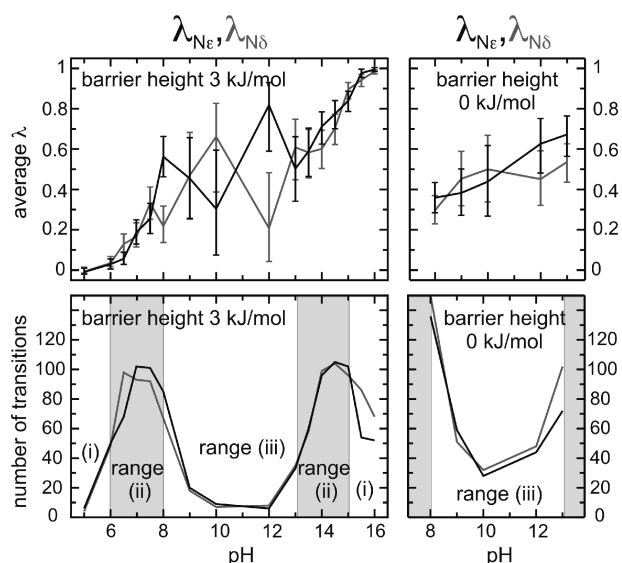 λNε, λNδ
λNε, λNδ
average λ
1
0.8
0.6
0.4
0.2
0
barrier height 3 kJ/mol
barrier height
0 kJ/mol
1
0.8
0.6
0.4
0.2
0
number of transitions
120
100
80
60
40
20
0
barrier height 3 kJ/mol
(i)
range
(ii)
range (iii)
range
(ii)
(i)
barrier height
0 kJ/mol
range (iii)
120
100
80
60
40
20
0
5 6 7 8 9 10 12 14 16
pH
8 10 12
pH